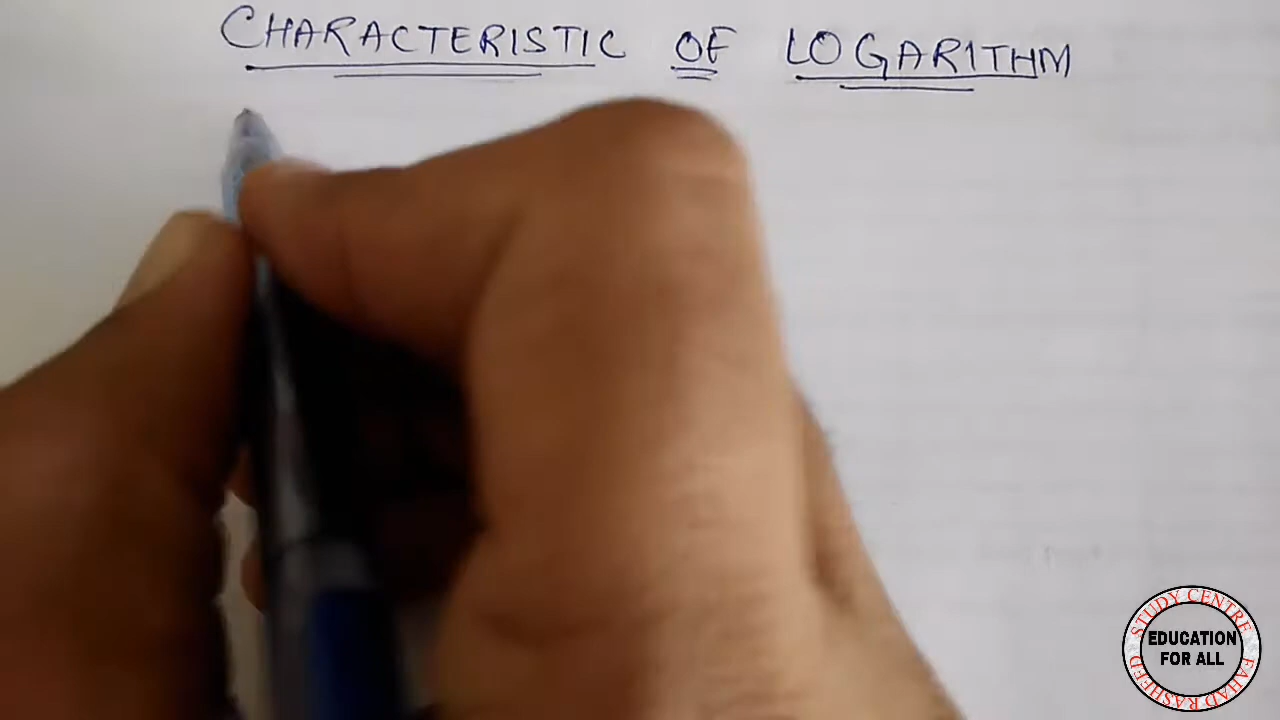 CHARACTERISTIC OF LOGARITHM
STUDY CENTRE
EDUCATION
FOR ALL
FAHAD RASHEED